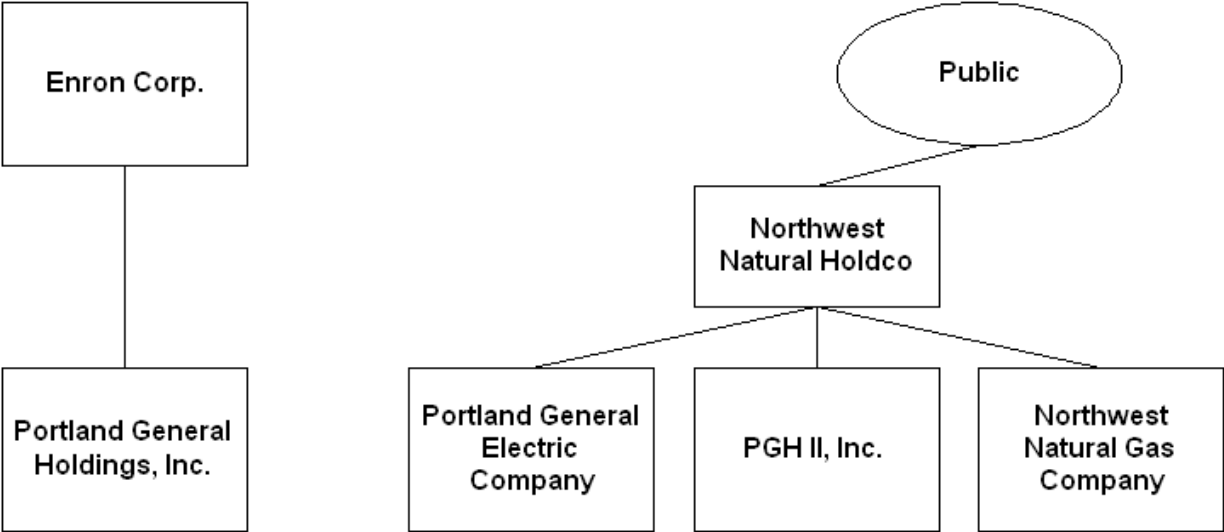 Enron Corp.
Public
Northwest
Natural Holdco
Portland General
Holdings, Inc.
Portland General
Electric
Company
PGH II, Inc.
Northwest
Natural Gas
Company